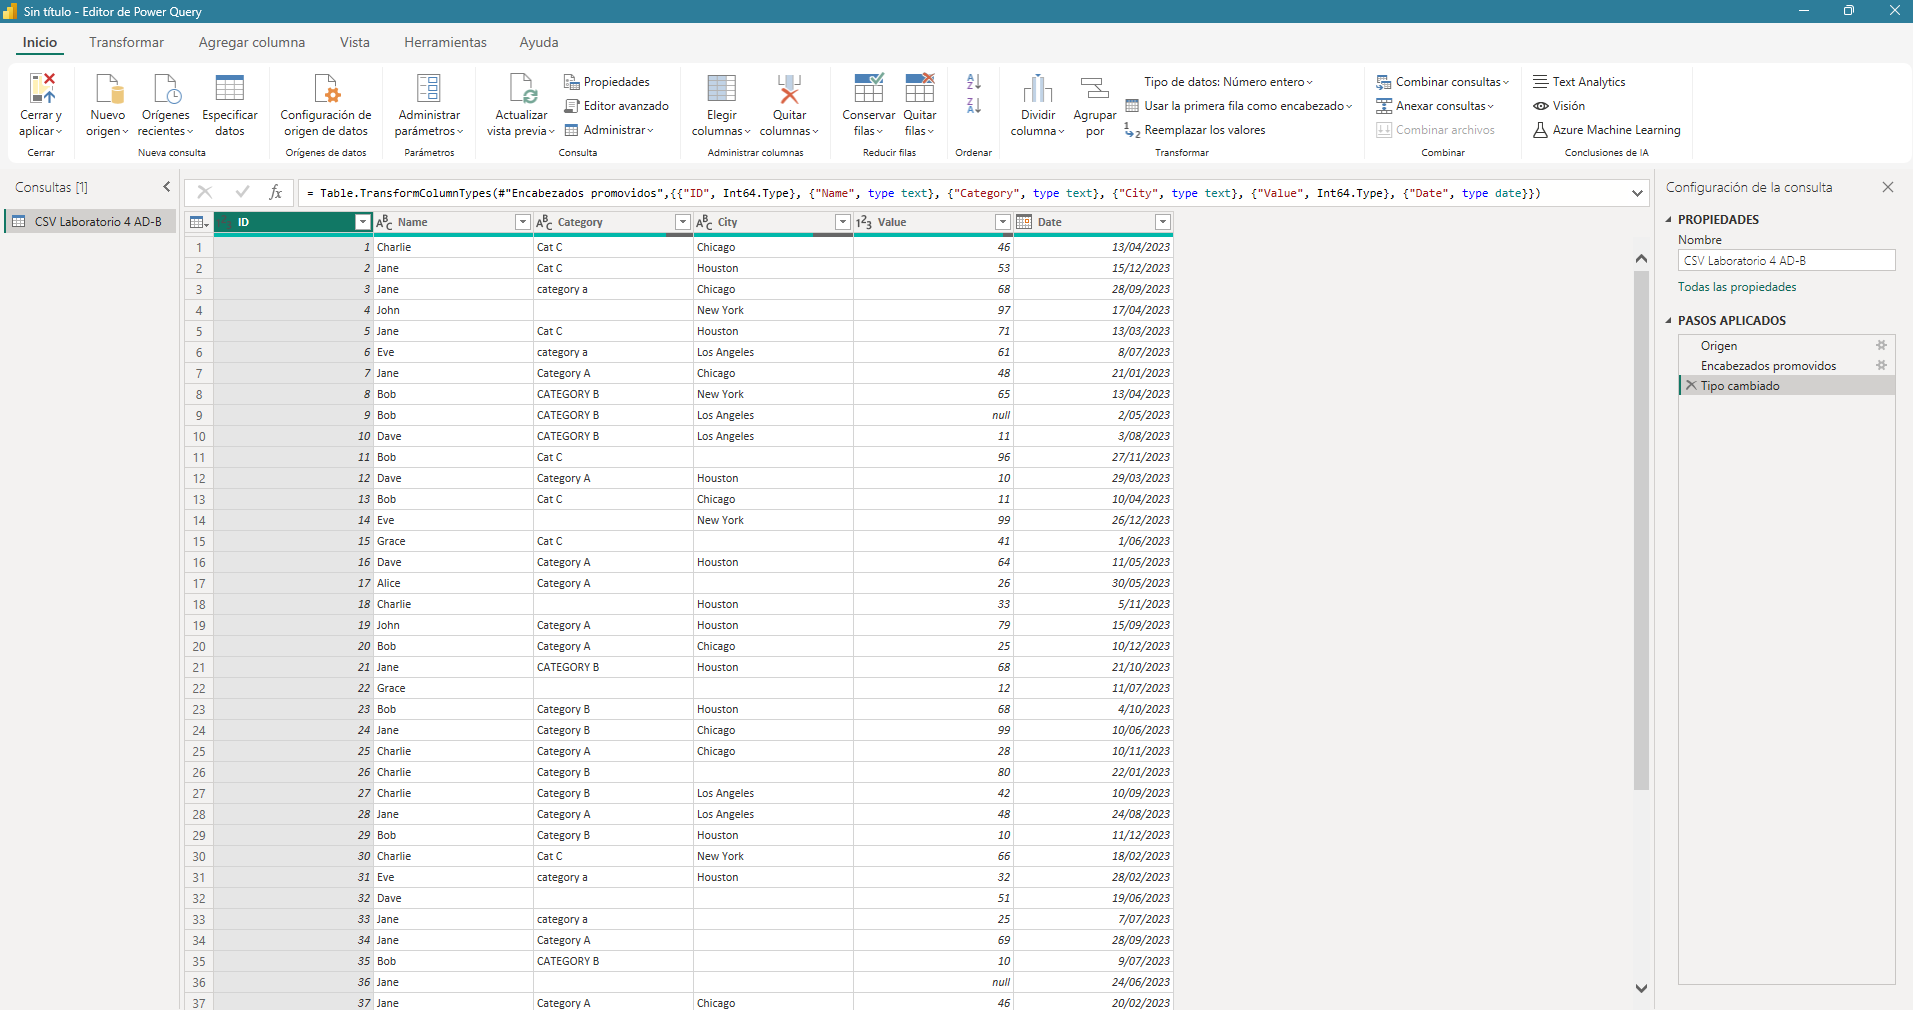 Sin título - Editor de Power Query
Inicio Transformar Agregar columna Vista Herramientas Ayuda
Cerrar y aplicar
Cerrar
Nuevo origen
Orígenes recientes
Especificar datos
Nueva consulta
Configuración de origen de datos
Orígenes de datos
Administrar parámetros
Parámetros
Actualizar vista previa
Propiedades
Editor avanzado
Administrar
Consulta
Elegir columnas
Quitar columnas
Administrar columnas
Conservar filas
Quitar filas
Reducir filas
Ordenar
Dividir columna
Agrupar por
Tipo de datos: Número entero
Usar la primera fila como encabezado
Reemplazar los valores
Transformar
Combinar consultas
Anexar consultas
Combinar archivos
Combinar
Text Analytics
Visión
Azure Machine Learning
Conclusiones de IA
Consultas [1]
CSV Laboratorio 4 AD-B
fx = Table.TransformColumnTypes(#"Encabezados promovidos",{{"ID", Int64.Type}, {"Name", type text}, {"Category", type text}, {"City", type text}, {"Value", Int64.Type}, {"Date", type date}})
ID ABC Name ABC Category ABC City 123 Value Date
1 1 Charlie Cat C Chicago 46 13/04/2023
2 2 Jane Cat C Houston 53 15/12/2023
3 3 Jane category a Chicago 68 28/09/2023
4 4 John New York 97 17/04/2023
5 5 Jane Cat C Houston 71 13/03/2023
6 6 Eve category a Los Angeles 61 8/07/2023
7 7 Jane Category A Chicago 48 21/01/2023
8 8 Bob CATEGORY B New York 65 13/04/2023
9 9 Bob CATEGORY B Los Angeles null 2/05/2023
10 10 Dave CATEGORY B Los Angeles 11 3/08/2023
11 11 Bob Cat C 96 27/11/2023
12 12 Dave Category A Houston 10 29/03/2023
13 13 Bob Cat C Chicago 11 10/04/2023
14 14 Eve New York 99 26/12/2023
15 15 Grace Cat C 41 1/06/2023
16 16 Dave Category A Houston 64 11/05/2023
17 17 Alice Category A 26 30/05/2023
18 18 Charlie Houston 33 5/11/2023
19 19 John Category A Houston 79 15/09/2023
20 20 Bob Category A Chicago 25 10/12/2023
21 21 Jane CATEGORY B Houston 68 21/10/2023
22 22 Grace 12 11/07/2023
23 23 Bob Category B Houston 68 4/10/2023
24 24 Jane Category B Chicago 99 10/06/2023
25 25 Charlie Category A Chicago 28 10/11/2023
26 26 Charlie Category B 80 22/01/2023
27 27 Charlie Category B Los Angeles 42 10/09/2023
28 28 Jane Category A Los Angeles 48 24/08/2023
29 29 Bob Category B Houston 10 11/12/2023
30 30 Charlie Cat C New York 66 18/02/2023
31 31 Eve category a Houston 32 28/02/2023
32 32 Dave 51 19/06/2023
33 33 Jane category a 25 7/07/2023
34 34 Jane Category A 69 28/09/2023
35 35 Bob CATEGORY B 10 9/07/2023
36 36 Jane null 24/06/2023
37 37 Jane Category A Chicago 46 20/02/2023
Configuración de la consulta
PROPIEDADES
Nombre
CSV Laboratorio 4 AD-B
Todas las propiedades
PASOS APLICADOS
Origen
Encabezados promovidos
Tipo cambiado